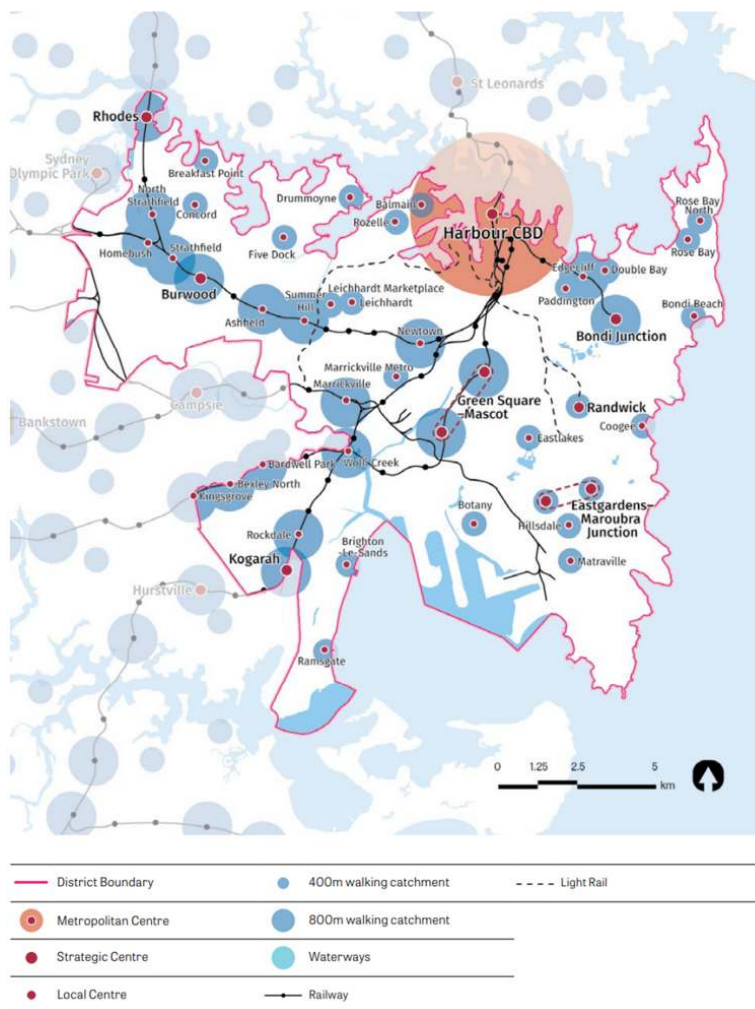 St Leonards
Rhodes
Sydney
Olympic Park
Breakfast Point
North
Strathfield
Concord
Drummoyne
Balmain
Rozelle
Harbour CBD
Rose Bay
North
Rose Bay
Homebush
Strathfield
Five Dock
Edgecliff
Double Bay
Paddington
Burwood
Leichhardt Marketplace
Summer
Hill
Leichhardt
Bondi Beach
Ashfield
Newtown
Bondi Junction
Marrickville Metro
Marrickville
Campsie
Green Square
-Mascot
Randwick
Bankstown
Coogee
Eastlakes
Bardwell Park
Wolli Creek
Bexley North
Kingsgrove
Botany
Eastgardens-
Maroubra
Junction
Hillsdale
Rockdale
Brighton
-Le-Sands
Kogarah
Matraville
Hurstville
Ramsgate
0 1.25 2.5 5
km
District Boundary
400m walking catchment
Light Rail
Metropolitan Centre
800m walking catchment
Strategic Centre
Waterways
Local Centre
Railway